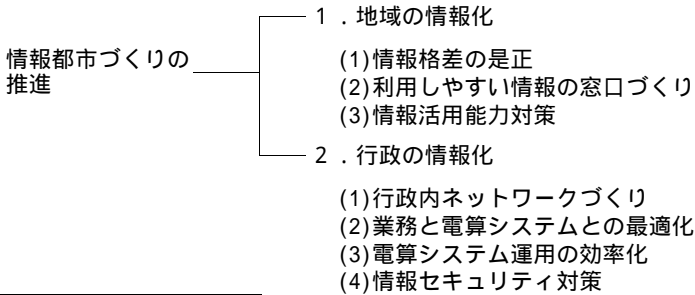 情報都市づくりの
推進
1．地域の情報化
(1)情報格差の是正
(2)利用しやすい情報の窓口づくり
(3)情報活用能力対策
2．行政の情報化
(1)行政内ネットワークづくり
(2)業務と電算システムとの最適化
(3)電算システム運用の効率化
(4)情報セキュリティ対策